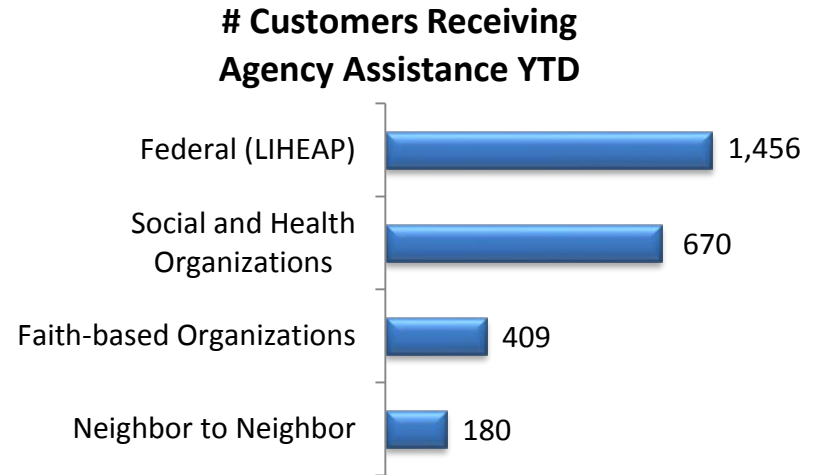 # Customers Receiving
Agency Assistance YTD
Federal (LIHEAP)
1,456
Social and Health
Organizations
670
Faith-based Organizations
409
Neighbor to Neighbor
180